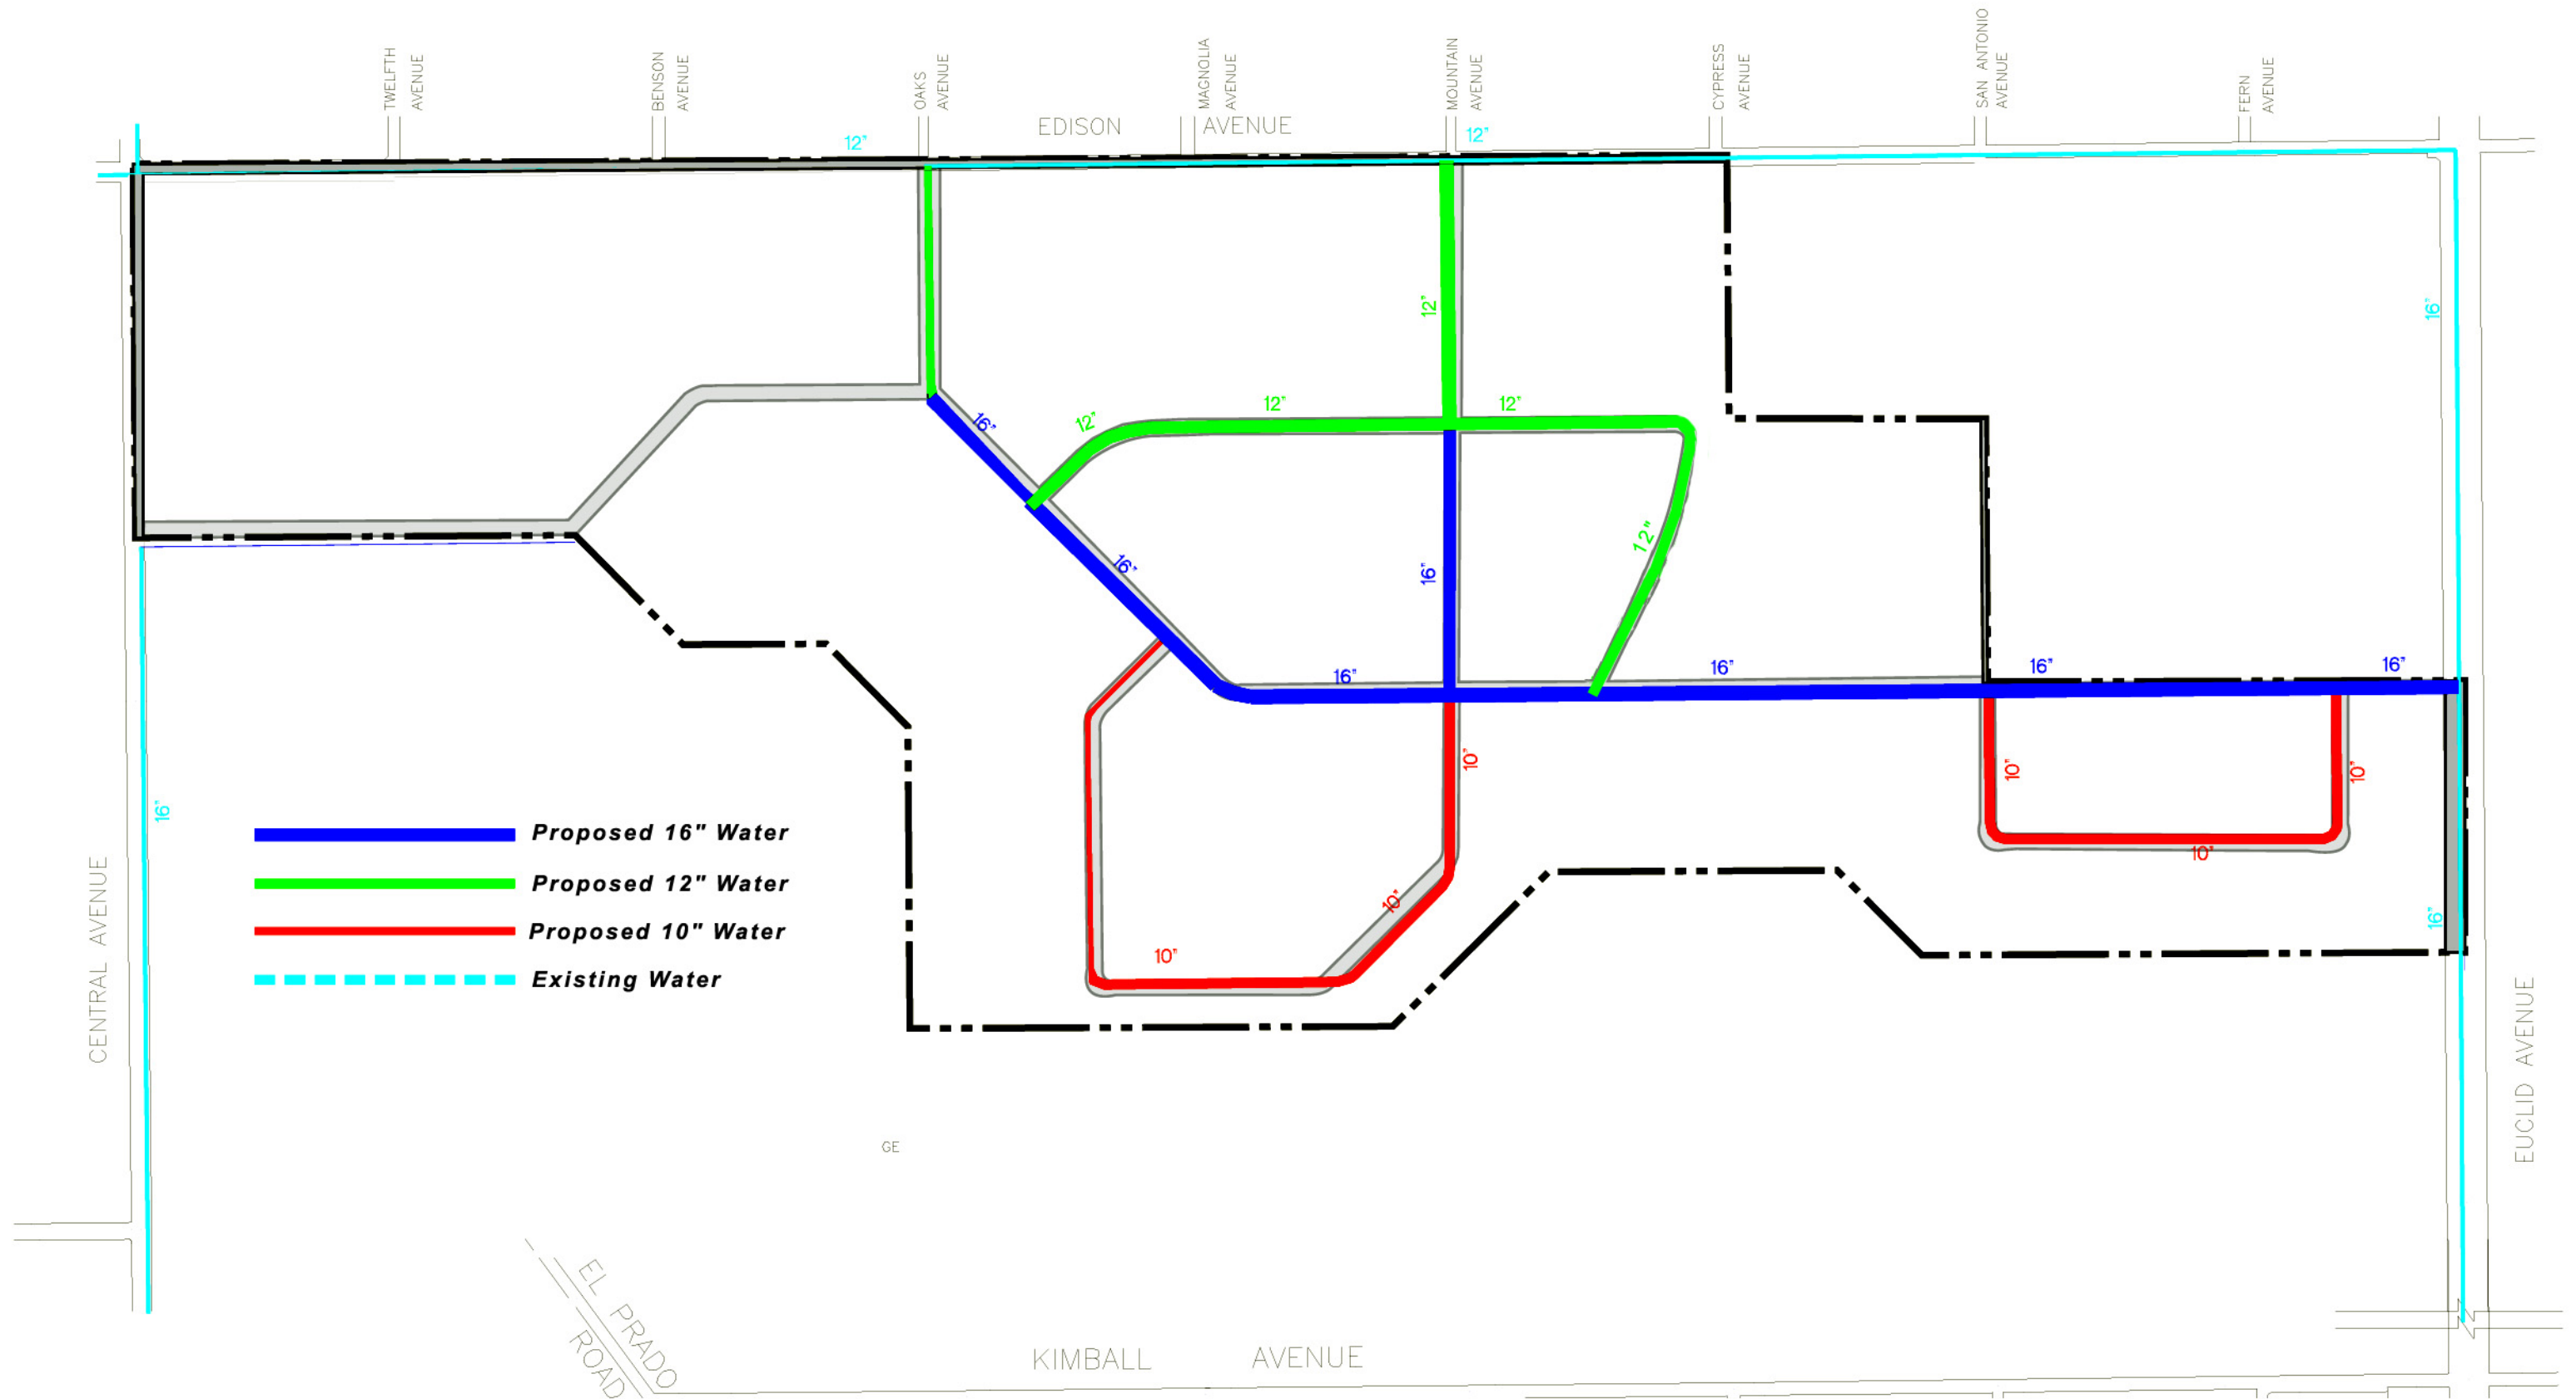 TWELFTH
AVENUE
BENSON
AVENUE
OAKS
AVENUE
MAGNOLIA
AVENUE
MOUNTAIN
AVENUE
CYPRESS
AVENUE
SAN ANTONIO
AVENUE
FERN
AVENUE
EDISON AVENUE
12"
12"
16"
12"
12"
12"
12"
16"
12"
16"
16"
16"
16"
16"
16"
10"
10"
10"
10"
10"
10"
16"
16"
Proposed 16" Water
Proposed 12" Water
Proposed 10" Water
Existing Water
CENTRAL AVENUE
EUCLID AVENUE
GE
EL PRADO
ROAD
KIMBALL AVENUE